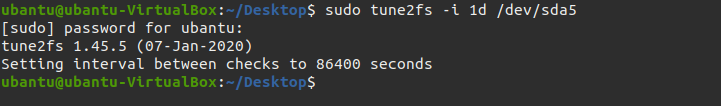 ubantu@ubantu-VirtualBox:~/Desktop$ sudo tune2fs -i 1d /dev/sda5
[sudo] password for ubantu:
tune2fs 1.45.5 (07-Jan-2020)
Setting interval between checks to 86400 seconds
ubantu@ubantu-VirtualBox:~/Desktop$